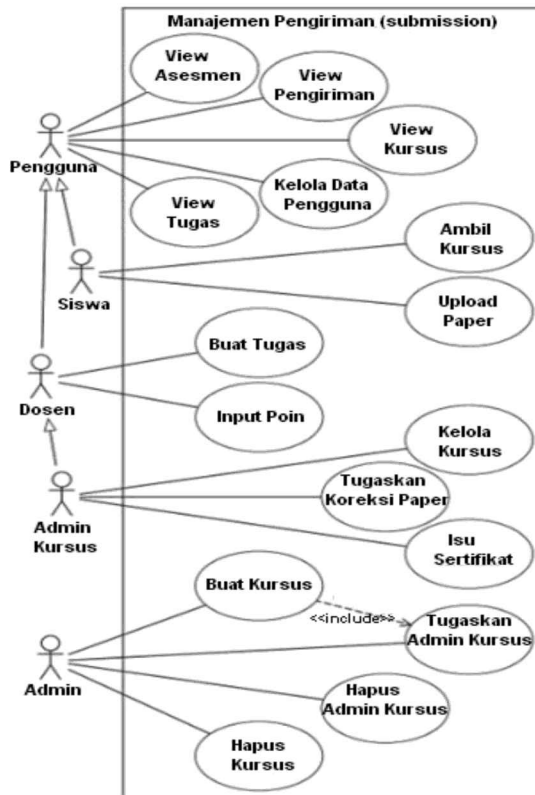 Manajemen Pengiriman (submission)
View
Asesmen
View
Pengiriman
View
Kursus
Pengguna
Kelola Data
Pengguna
View
Tugas
Ambil
Kursus
Siswa
Upload
Paper
Buat Tugas
Dosen
Input Poin
Kelola
Kursus
Tugaskan
Koreksi Paper
Admin
Kursus
Isu
Sertifikat
Buat Kursus
<<include>>
Tugaskan
Admin Kursus
Admin
Hapus
Admin Kursus
Hapus
Kursus